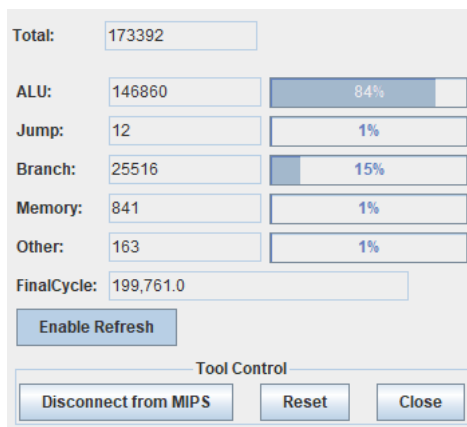 Total: 173392
ALU: 146860 84%
Jump: 12 1%
Branch: 25516 15%
Memory: 841 1%
Other: 163 1%
FinalCycle: 199,761.0
Enable Refresh
Tool Control
Disconnect from MIPS Reset Close